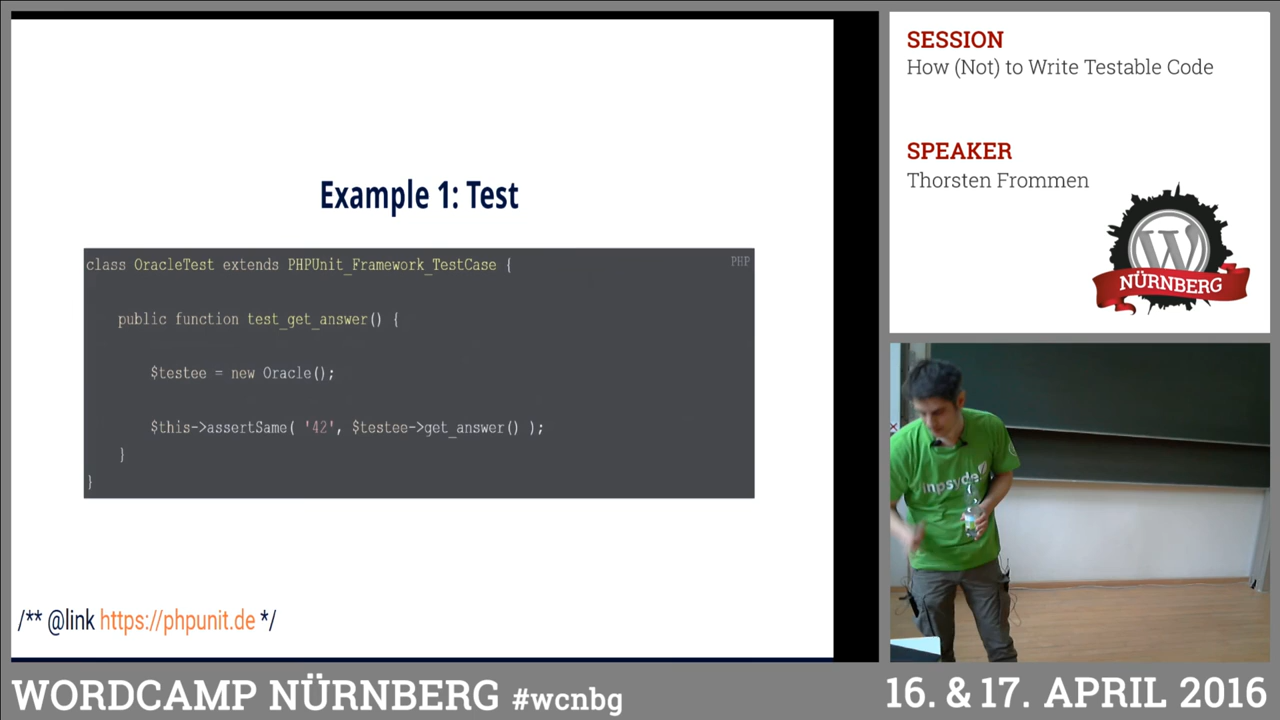 Example 1: Test
class OracleTest extends PHPUnit_Framework_TestCase {
PHP
public function test_get_answer() {
$testee = new Oracle();
$this->assertSame( '42', $testee->get_answer() );
}
}
/** @link https://phpunit.de */
SESSION
How (Not) to Write Testable Code
SPEAKER
Thorsten Frommen
W
NÜRNBERG
inpsyde
WORDCAMP NÜRNBERG #wcnbg
16. & 17. APRIL 2016